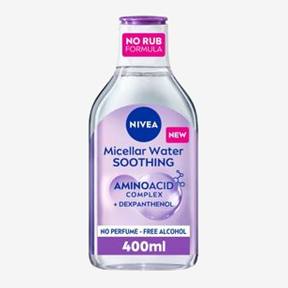 NO RUB
FORMULA
NIVEA
NEW
Micellar Water
SOOTHING
AMINOACID
COMPLEX
+ DEXPANTHENOL
NO PERFUME - FREE ALCOHOL
400ml